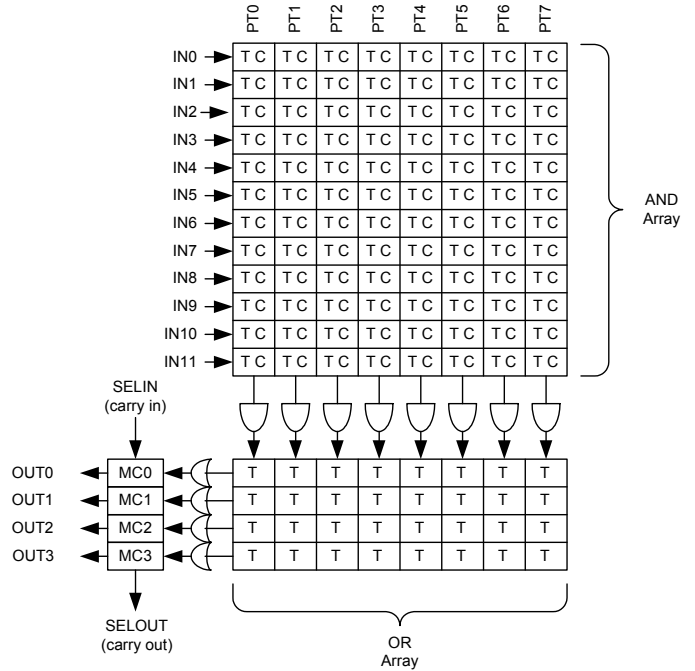 PT0 PT1 PT2 PT3 PT4 PT5 PT6 PT7
IN0 T C T C T C T C T C T C T C T C
IN1 T C T C T C T C T C T C T C T C
IN2 T C T C T C T C T C T C T C T C
IN3 T C T C T C T C T C T C T C T C
IN4 T C T C T C T C T C T C T C T C
IN5 T C T C T C T C T C T C T C T C
IN6 T C T C T C T C T C T C T C T C
IN7 T C T C T C T C T C T C T C T C
IN8 T C T C T C T C T C T C T C T C
IN9 T C T C T C T C T C T C T C T C
IN10 T C T C T C T C T C T C T C T C
IN11 T C T C T C T C T C T C T C T C
AND
Array
SELIN
(carry in)
OUT0 MC0 T T T T T T T T
OUT1 MC1 T T T T T T T T
OUT2 MC2 T T T T T T T T
OUT3 MC3 T T T T T T T T
SELOUT
(carry out)
OR
Array